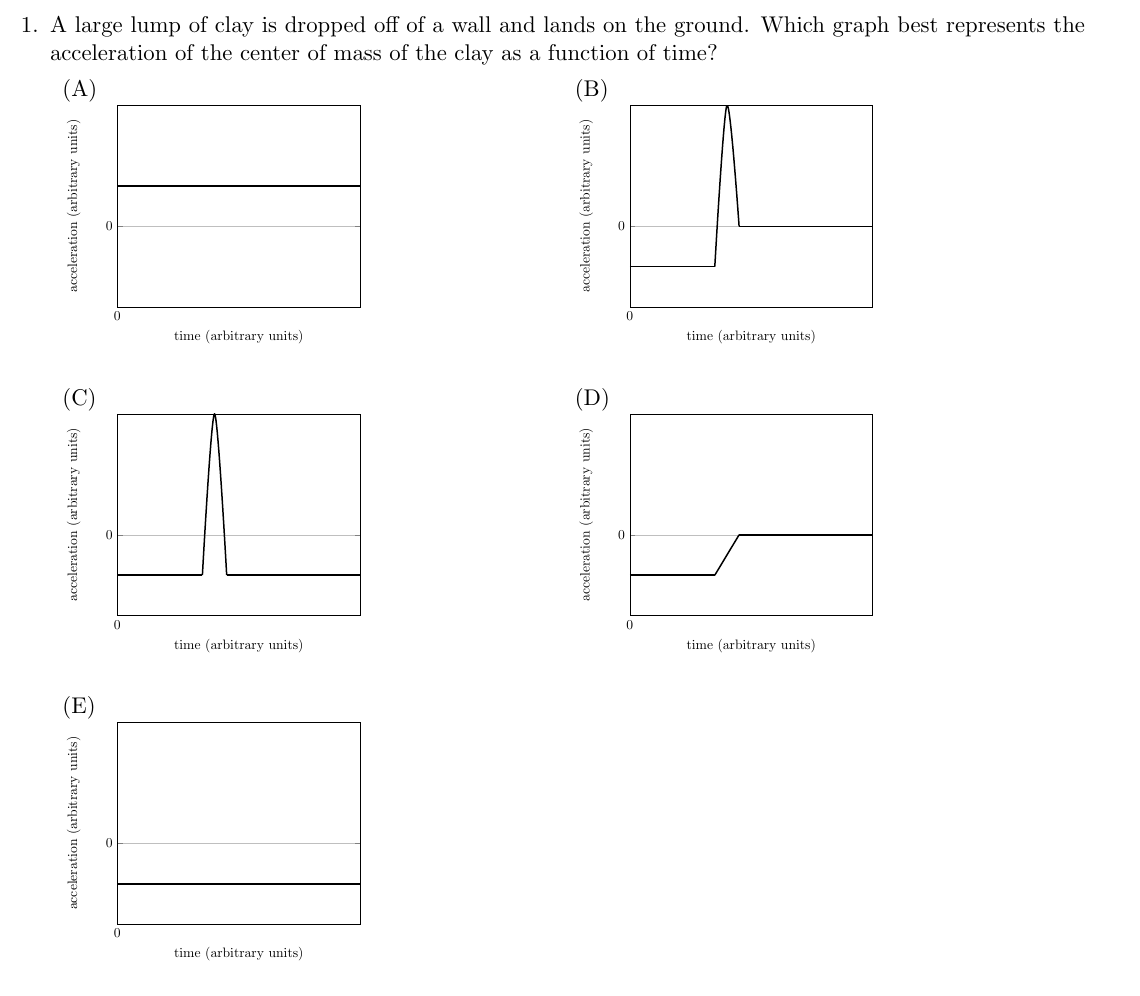 1. A large lump of clay is dropped off of a wall and lands on the ground. Which graph best represents the
acceleration of the center of mass of the clay as a function of time?
(A)
acceleration (arbitrary units)
0
0
time (arbitrary units)
(B)
acceleration (arbitrary units)
0
0
time (arbitrary units)
(C)
acceleration (arbitrary units)
0
0
time (arbitrary units)
(D)
acceleration (arbitrary units)
0
0
time (arbitrary units)
(E)
acceleration (arbitrary units)
0
0
time (arbitrary units)